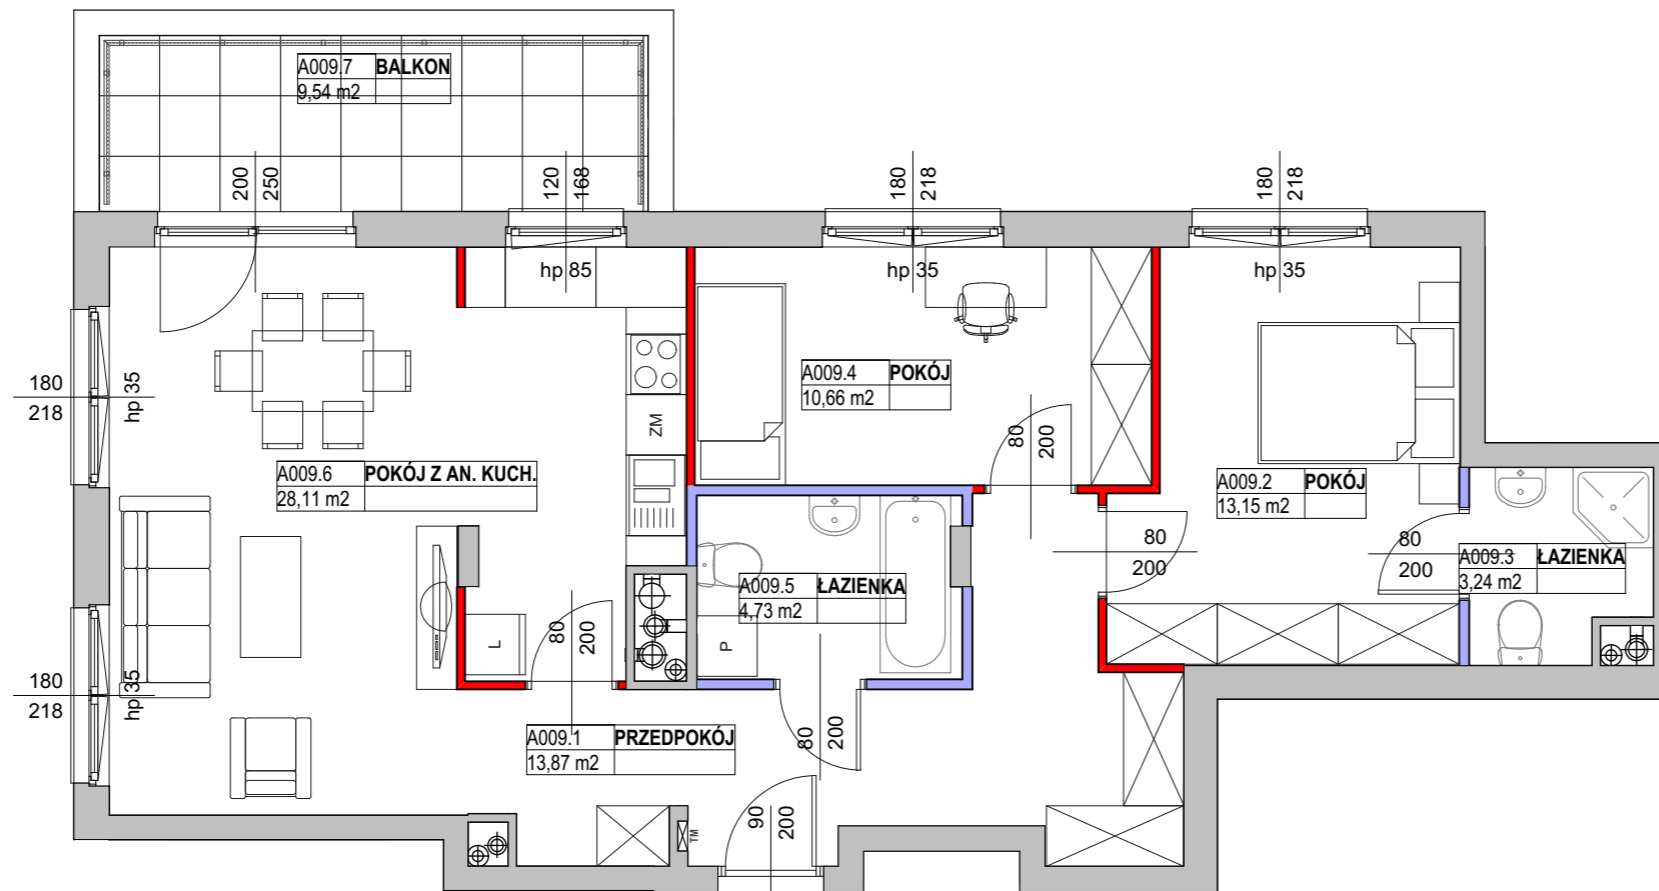 A009.7 BALKON
9,54 m2
200
250
120
168
180
218
180
218
hp 85
hp 35
hp 35
180
218
hp 35
A009.4 POKÓJ
10,66 m2
ZM
80
200
A009.6 POKÓJ Z AN. KUCH.
28,11 m2
A009.2 POKÓJ
13,15 m2
80
200
80
200
A009.3 ŁAZIENKA
3,24 m2
A009.5 ŁAZIENKA
4,73 m2
L
80
200
P
180
218
hp 35
A009.1 PRZEDPOKÓJ
13,87 m2
80
200
90
200
TM